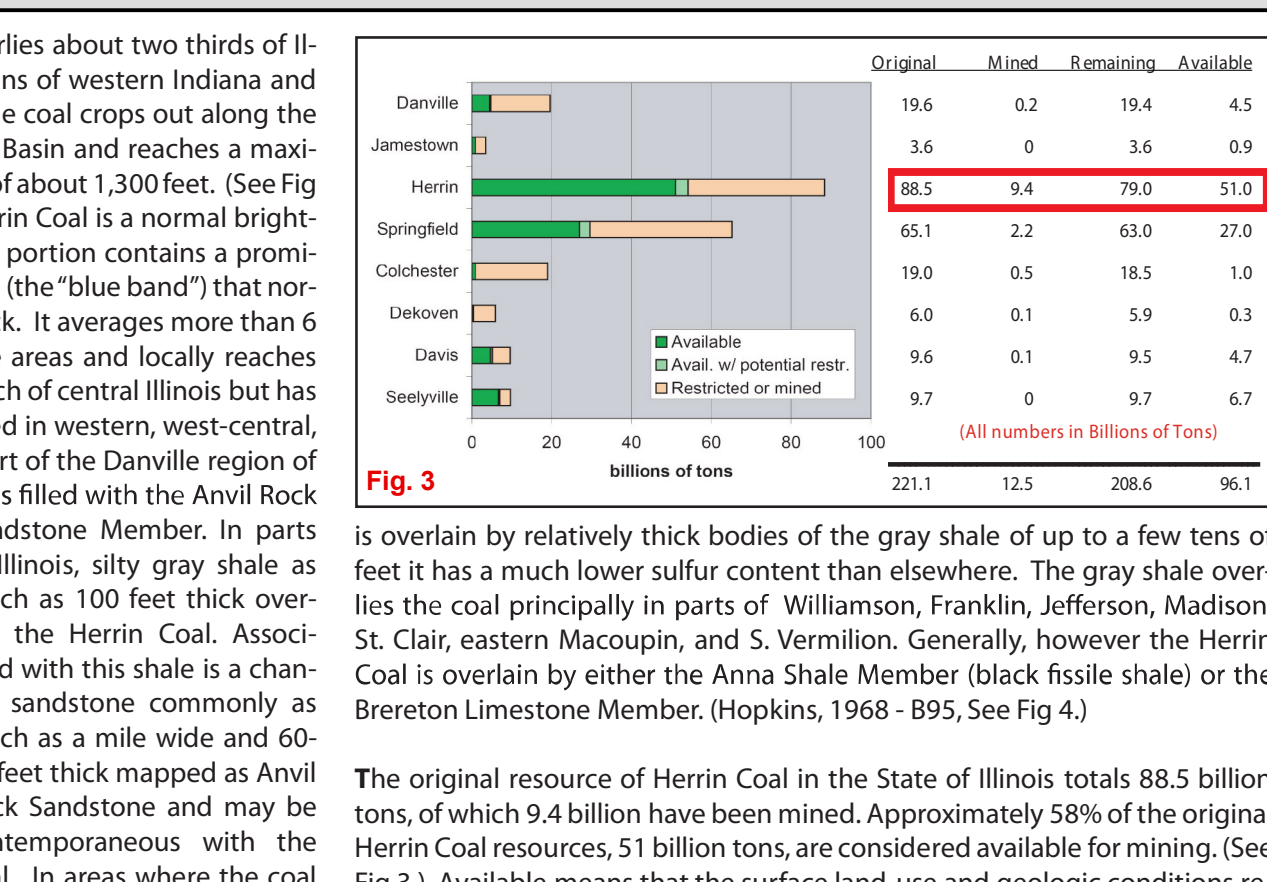 rlies about two thirds of Il-
ns of western Indiana and
e coal crops out along the
Basin and reaches a maxi-
of about 1,300 feet. (See Fig
rin Coal is a normal bright-
portion contains a promi-
(the “blue band”) that nor-
ck. It averages more than 6
e areas and locally reaches
ch of central Illinois but has
ed in western, west-central,
rt of the Danville region of
s filled with the Anvil Rock
ndstone Member. In parts
Illinois, silty gray shale as
ch as 100 feet thick over-
the Herrin Coal. Associ-
d with this shale is a chan-
sandstone commonly as
ch as a mile wide and 60-
feet thick mapped as Anvil
ck Sandstone and may be
ntemporaneous with the
al. In areas where the coal
Original Mined Remaining Available
Danville 19.6 0.2 19.4 4.5
Jamestown 3.6 0 3.6 0.9
Herrin 88.5 9.4 79.0 51.0
Springfield 65.1 2.2 63.0 27.0
Colchester 19.0 0.5 18.5 1.0
Dekoven 6.0 0.1 5.9 0.3
Davis 9.6 0.1 9.5 4.7
Seelyville 9.7 0 9.7 6.7
Available
Avail. w/ potential restr.
Restricted or mined
0 20 40 60 80 100
billions of tons
(All numbers in Billions of Tons)
Fig. 3
221.1 12.5 208.6 96.1
is overlain by relatively thick bodies of the gray shale of up to a few tens of
feet it has a much lower sulfur content than elsewhere. The gray shale over-
lies the coal principally in parts of Williamson, Franklin, Jefferson, Madison
St. Clair, eastern Macoupin, and S. Vermilion. Generally, however the Herrin
Coal is overlain by either the Anna Shale Member (black fissile shale) or the
Brereton Limestone Member. (Hopkins, 1968 - B95, See Fig 4.)
The original resource of Herrin Coal in the State of Illinois totals 88.5 billion
tons, of which 9.4 billion have been mined. Approximately 58% of the original
Herrin Coal resources, 51 billion tons, are considered available for mining. (See
Fig 3.) Available means that the surface land-use and geologic conditions re-